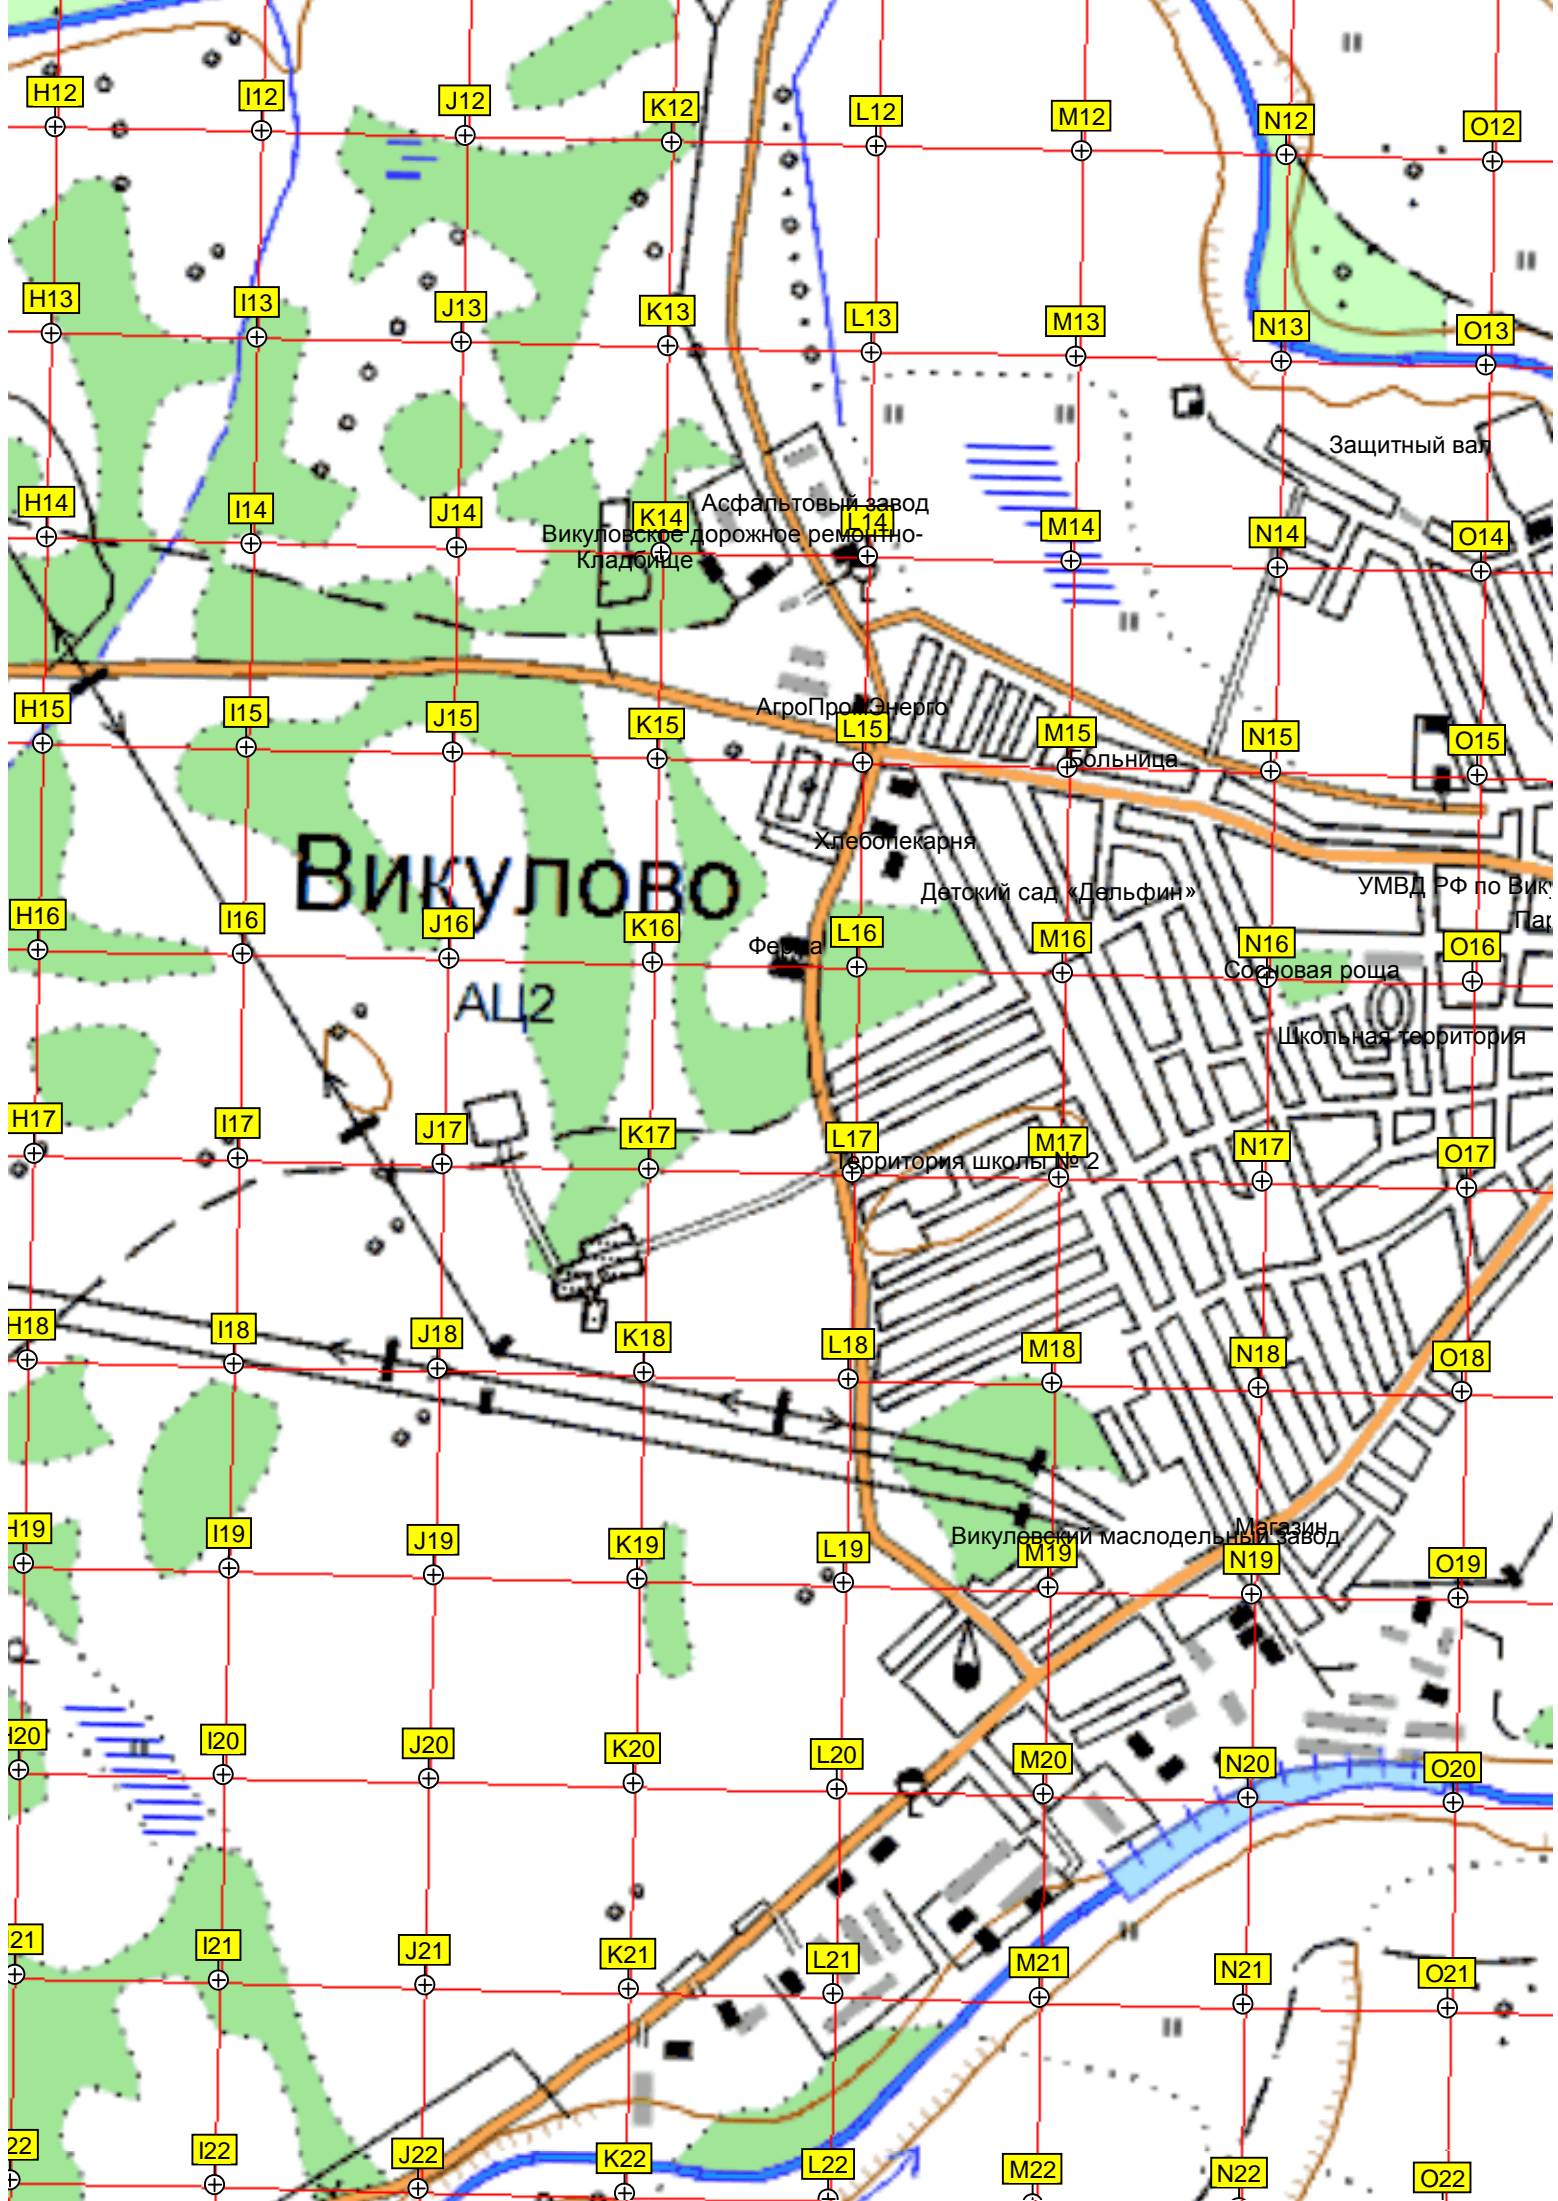 H12 I12 J12 K12 L12 M12 N12 O12
H13 I13 J13 K13 L13 M13 N13 O13
Защитный вал
H14 I14 J14 K14 L14 M14 N14 O14
Асфальтовый завод
Викуловское дорожное ремонтно-
Кладбище
H15 I15 J15 K15 L15 M15 N15 O15
АгроПромЭнерго
Больница
Хлебопекарня
Викулово
Детский сад «Дельфин»
УМВД РФ по Вику
H16 I16 J16 K16 L16 M16 N16 O16
Ферма
Сосновая роща
АЦ2
Школьная территория
H17 I17 J17 K17 L17 M17 N17 O17
Территория школы № 2
H18 I18 J18 K18 L18 M18 N18 O18
Магазин
Викуловский маслодельный завод
H19 I19 J19 K19 L19 M19 N19 O19
H20 I20 J20 K20 L20 M20 N20 O20
21 I21 J21 K21 L21 M21 N21 O21
22 I22 J22 K22 L22 M22 N22 O22